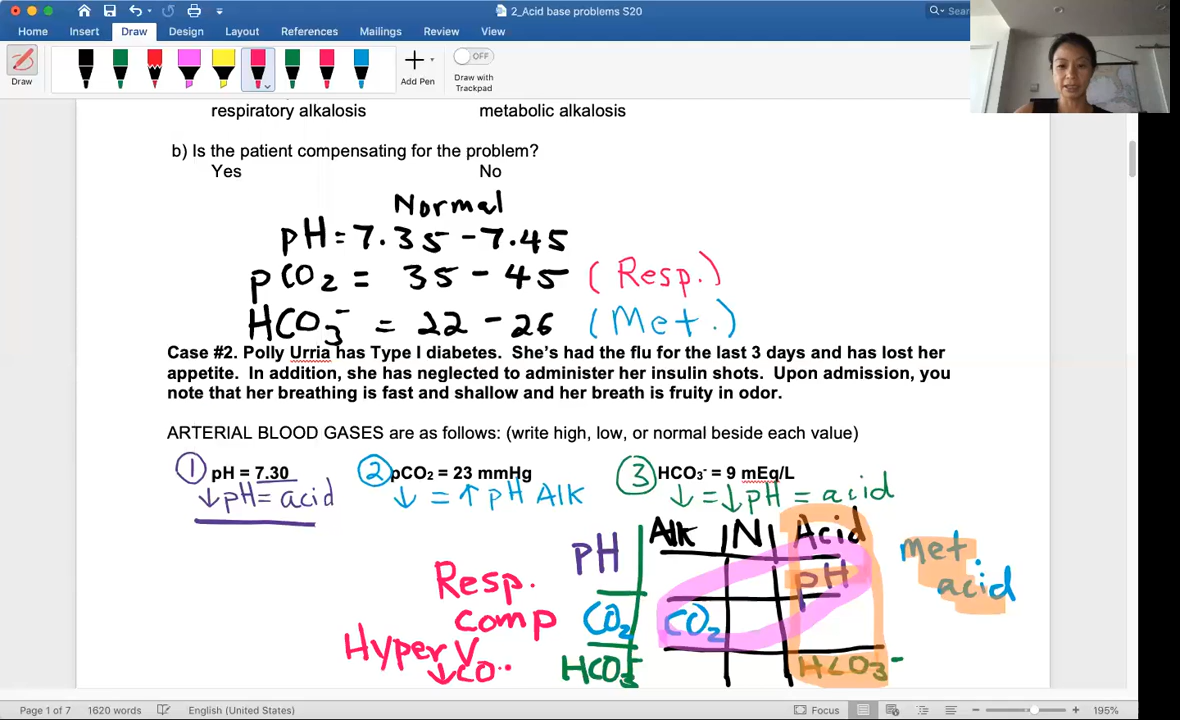 2_Acid base problems S20
Sear
Home Insert Draw Design Layout References Mailings Review View
Draw
Add Pen
OFF
Draw with
Trackpad
respiratory alkalosis metabolic alkalosis
b) Is the patient compensating for the problem?
Yes No
Normal
pH = 7.35 - 7.45
pCO2 = 35 - 45 (Resp.)
HCO3- = 22 - 26 (Met.)
Case #2. Polly Urria has Type I diabetes. She's had the flu for the last 3 days and has lost her
appetite. In addition, she has neglected to administer her insulin shots. Upon admission, you
note that her breathing is fast and shallow and her breath is fruity in odor.
ARTERIAL BLOOD GASES are as follows: (write high, low, or normal beside each value)
① pH = 7.30 ② pCO2 = 23 mmHg ③ HCO3- = 9 mEq/L
↓pH = acid ↓ = ↑ pH Alk ↓ = ↓pH = acid
Alk N Acid
pH pH
met
acid
Resp.
comp
CO2 CO2
Hyper V
↓CO
HCO3 HCO3-
Page 1 of 7 1620 words English (United States) Focus 195%